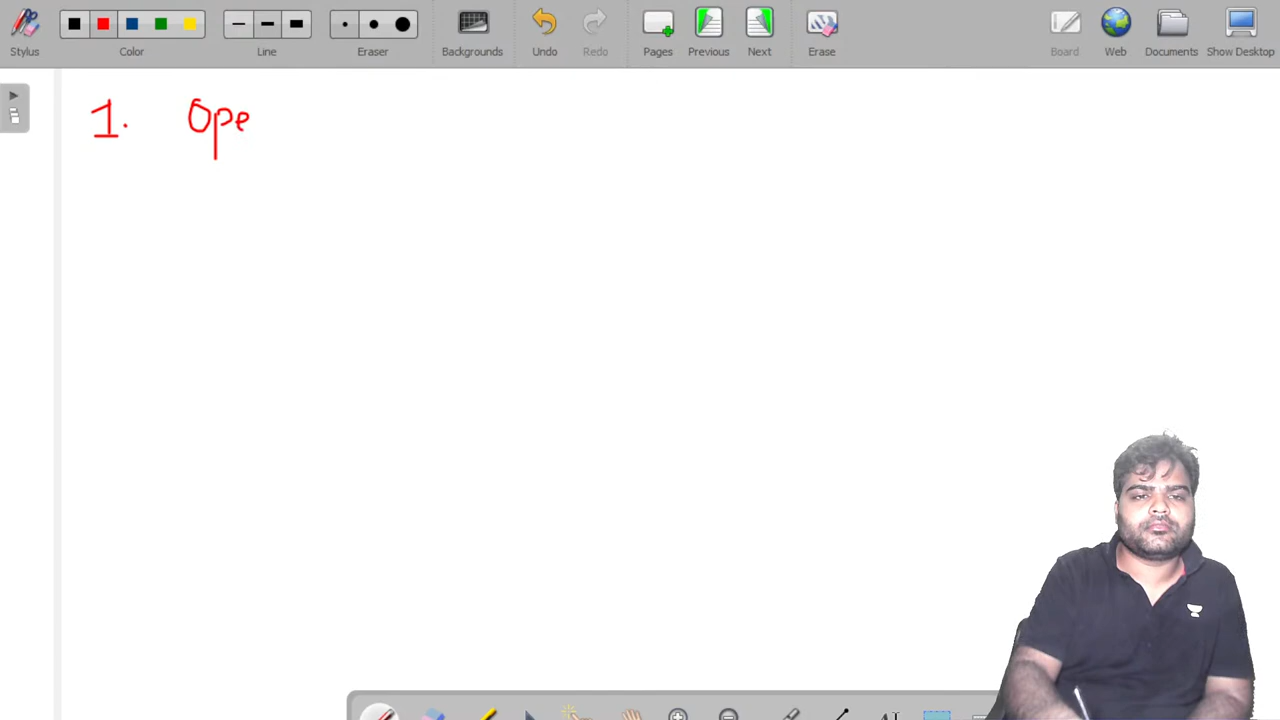 Stylus
Color
Line
Eraser
Backgrounds
Undo
Redo
Pages
Previous
Next
Erase
Board
Web
Documents
Show Desktop
1. Ope